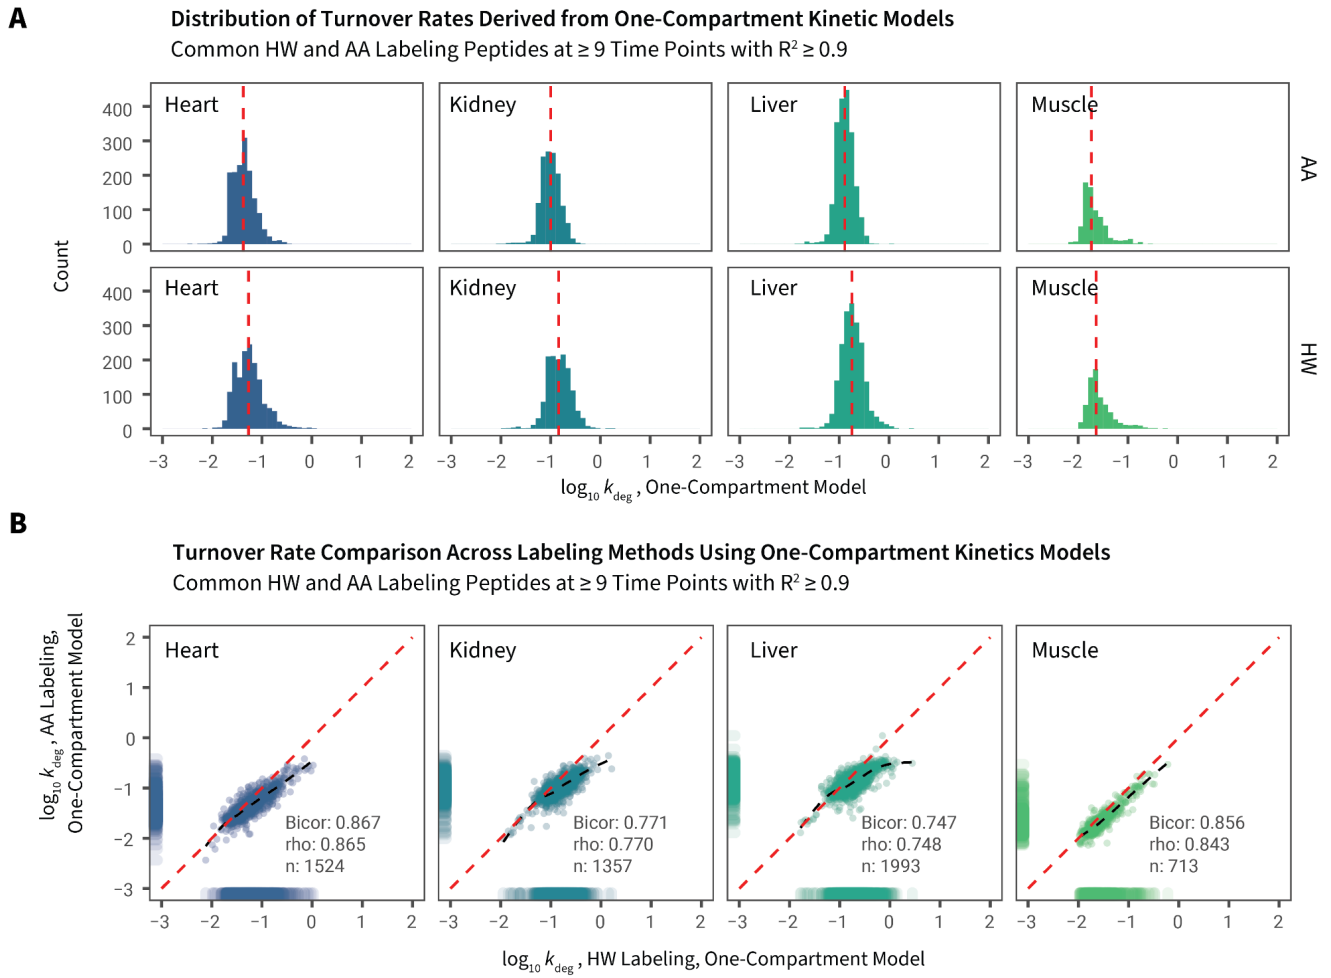 A
Distribution of Turnover Rates Derived from One-Compartment Kinetic Models
Common HW and AA Labeling Peptides at ≥ 9 Time Points with R² ≥ 0.9
Heart
Kidney
Liver
Muscle
400
300
200
100
0
AA
Count
Heart
Kidney
Liver
Muscle
400
300
200
100
0
HW
−3 −2 −1 0 1 2
−3 −2 −1 0 1 2
−3 −2 −1 0 1 2
−3 −2 −1 0 1 2
log₁₀ k deg , One-Compartment Model
B
Turnover Rate Comparison Across Labeling Methods Using One-Compartment Kinetics Models
Common HW and AA Labeling Peptides at ≥ 9 Time Points with R² ≥ 0.9
log₁₀ k deg , AA Labeling,
One-Compartment Model
2
1
0
−1
−2
−3
Heart
Bicor: 0.867
rho: 0.865
n: 1524
Kidney
Bicor: 0.771
rho: 0.770
n: 1357
Liver
Bicor: 0.747
rho: 0.748
n: 1993
Muscle
Bicor: 0.856
rho: 0.843
n: 713
−3 −2 −1 0 1 2
−3 −2 −1 0 1 2
−3 −2 −1 0 1 2
−3 −2 −1 0 1 2
log₁₀ k deg , HW Labeling, One-Compartment Model